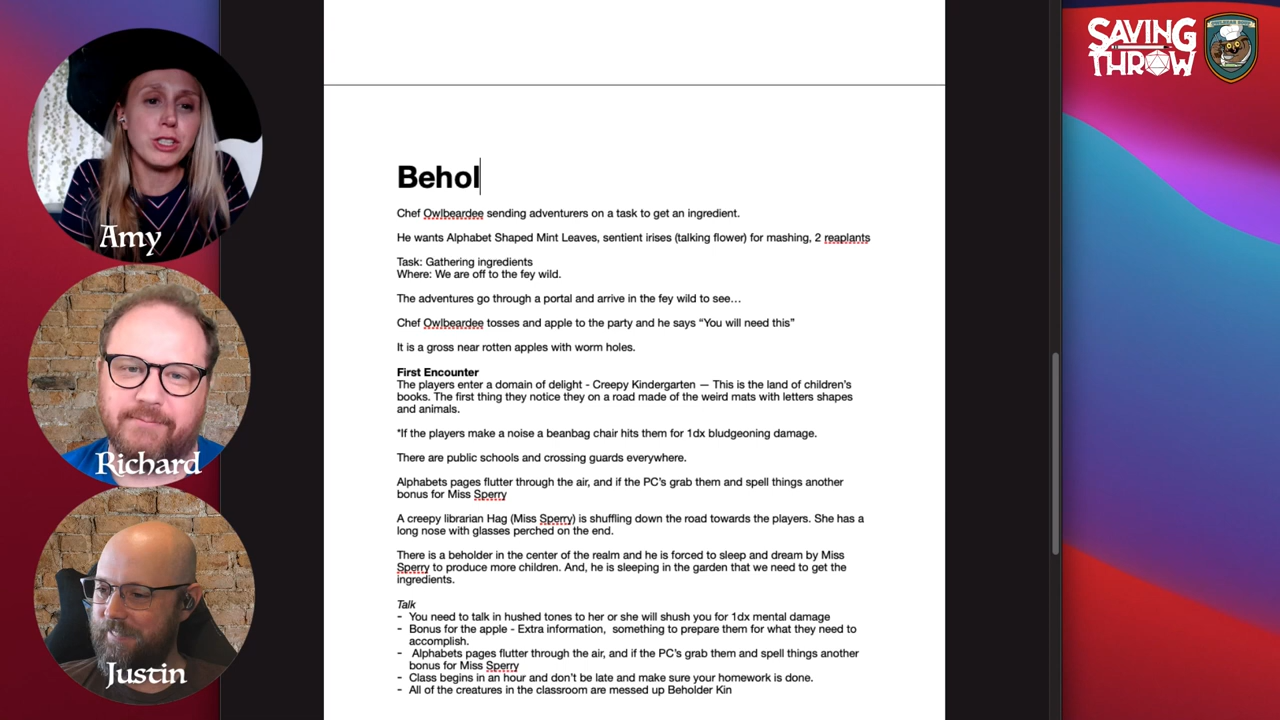 SAVING
THROW
OWLBEAR SOUP
Amy
Richard
Justin
Behol
Chef Owlbeardee sending adventurers on a task to get an ingredient.
He wants Alphabet Shaped Mint Leaves, sentient irises (talking flower) for mashing, 2 reaplants
Task: Gathering ingredients
Where: We are off to the fey wild.
The adventures go through a portal and arrive in the fey wild to see…
Chef Owlbeardee tosses and apple to the party and he says “You will need this”
It is a gross near rotten apples with worm holes.
First Encounter
The players enter a domain of delight - Creepy Kindergarten — This is the land of children’s
books. The first thing they notice they on a road made of the weird mats with letters shapes
and animals.
*If the players make a noise a beanbag chair hits them for 1dx bludgeoning damage.
There are public schools and crossing guards everywhere.
Alphabets pages flutter through the air, and if the PC’s grab them and spell things another
bonus for Miss Sperry
A creepy librarian Hag (Miss Sperry) is shuffling down the road towards the players. She has a
long nose with glasses perched on the end.
There is a beholder in the center of the realm and he is forced to sleep and dream by Miss
Sperry to produce more children. And, he is sleeping in the garden that we need to get the
ingredients.
Talk
- You need to talk in hushed tones to her or she will shush you for 1dx mental damage
- Bonus for the apple - Extra information, something to prepare them for what they need to
accomplish.
- Alphabets pages flutter through the air, and if the PC’s grab them and spell things another
bonus for Miss Sperry
- Class begins in an hour and don’t be late and make sure your homework is done.
- All of the creatures in the classroom are messed up Beholder Kin